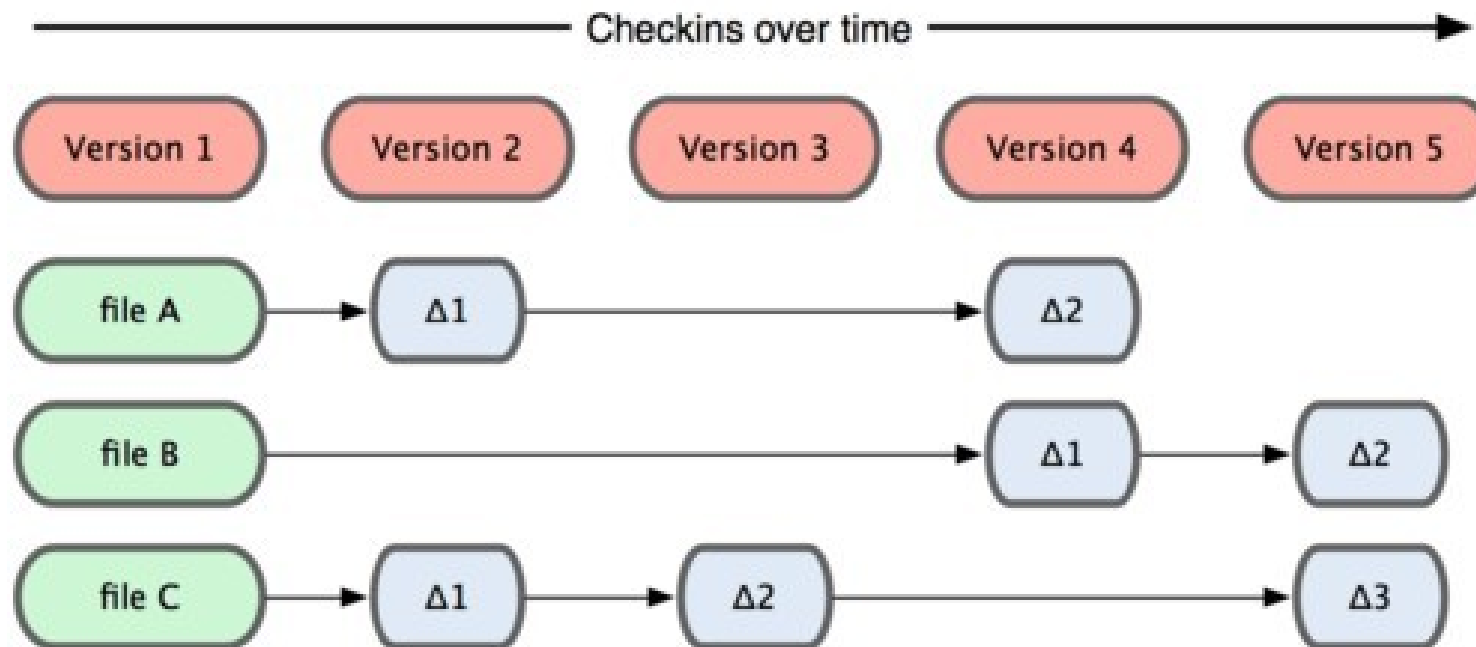 Checkins over time
Version 1 Version 2 Version 3 Version 4 Version 5
file A Δ1 Δ2
file B Δ1 Δ2
file C Δ1 Δ2 Δ3